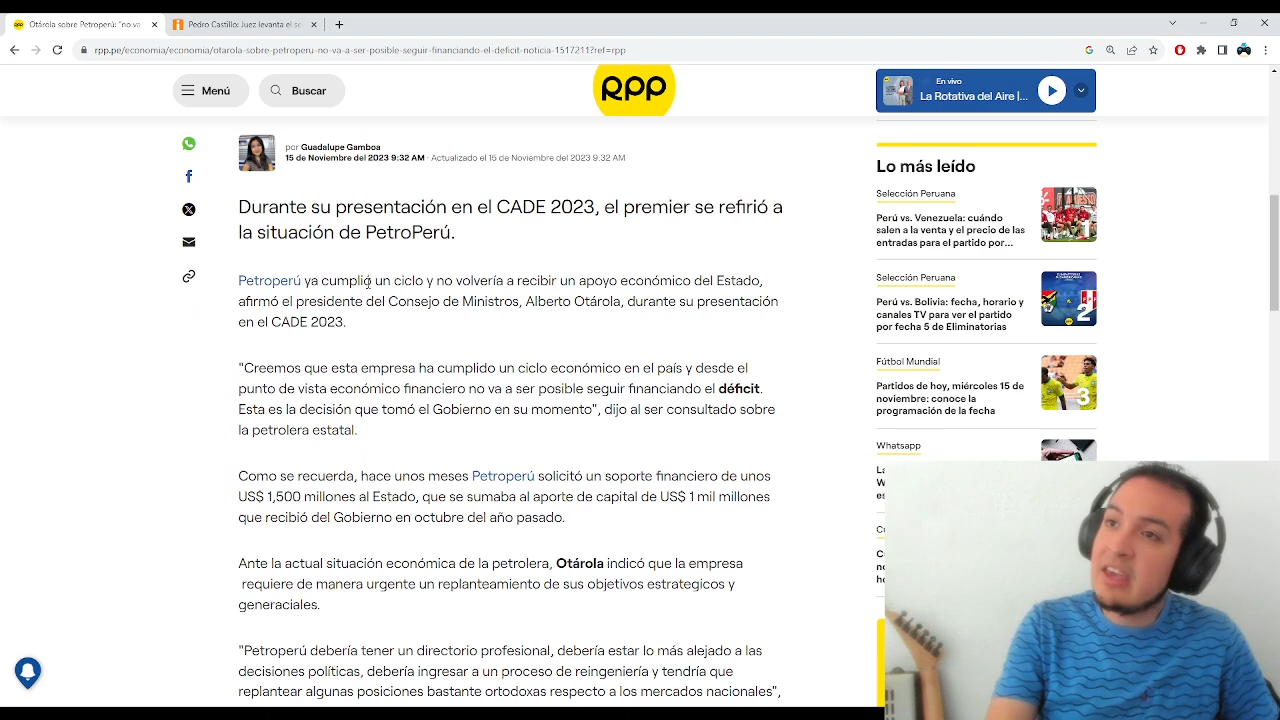 Otárola sobre Petroperú: "no va
Pedro Castillo: Juez levanta el se
rpp.pe/economia/economia/otarola-sobre-petroperu-no-va-a-ser-posible-seguir-financiando-el-deficit-noticia-1517211?ref=rpp
Menú
Buscar
rpp
En vivo
La Rotativa del Aire |...
por Guadalupe Gamboa
15 de Noviembre del 2023 9:32 AM · Actualizado el 15 de Noviembre del 2023 9:32 AM
Durante su presentación en el CADE 2023, el premier se refirió a
la situación de PetroPerú.
Petroperú ya cumplió un ciclo y no volvería a recibir un apoyo económico del Estado,
afirmó el presidente del Consejo de Ministros, Alberto Otárola, durante su presentación
en el CADE 2023.
"Creemos que esta empresa ha cumplido un ciclo económico en el país y desde el
punto de vista económico financiero no va a ser posible seguir financiando el déficit.
Esta es la decisión que tomó el Gobierno en su momento", dijo al ser consultado sobre
la petrolera estatal.
Como se recuerda, hace unos meses Petroperú solicitó un soporte financiero de unos
US$ 1,500 millones al Estado, que se sumaba al aporte de capital de US$ 1 mil millones
que recibió del Gobierno en octubre del año pasado.
Ante la actual situación económica de la petrolera, Otárola indicó que la empresa
requiere de manera urgente un replanteamiento de sus objetivos estrategicos y
generaciales.
"Petroperú debería tener un directorio profesional, debería estar lo más alejado a las
decisiones políticas, debería ingresar a un proceso de reingeniería y tendría que
replantear algunas posiciones bastante ortodoxas respecto a los mercados nacionales",
Lo más leído
Selección Peruana
Perú vs. Venezuela: cuándo
salen a la venta y el precio de las
entradas para el partido por...
Selección Peruana
Perú vs. Bolivia: fecha, horario y
canales TV para ver el partido
por fecha 5 de Eliminatorias
2
Fútbol Mundial
Partidos de hoy, miércoles 15 de
noviembre: conoce la
programación de la fecha
3
Whatsapp